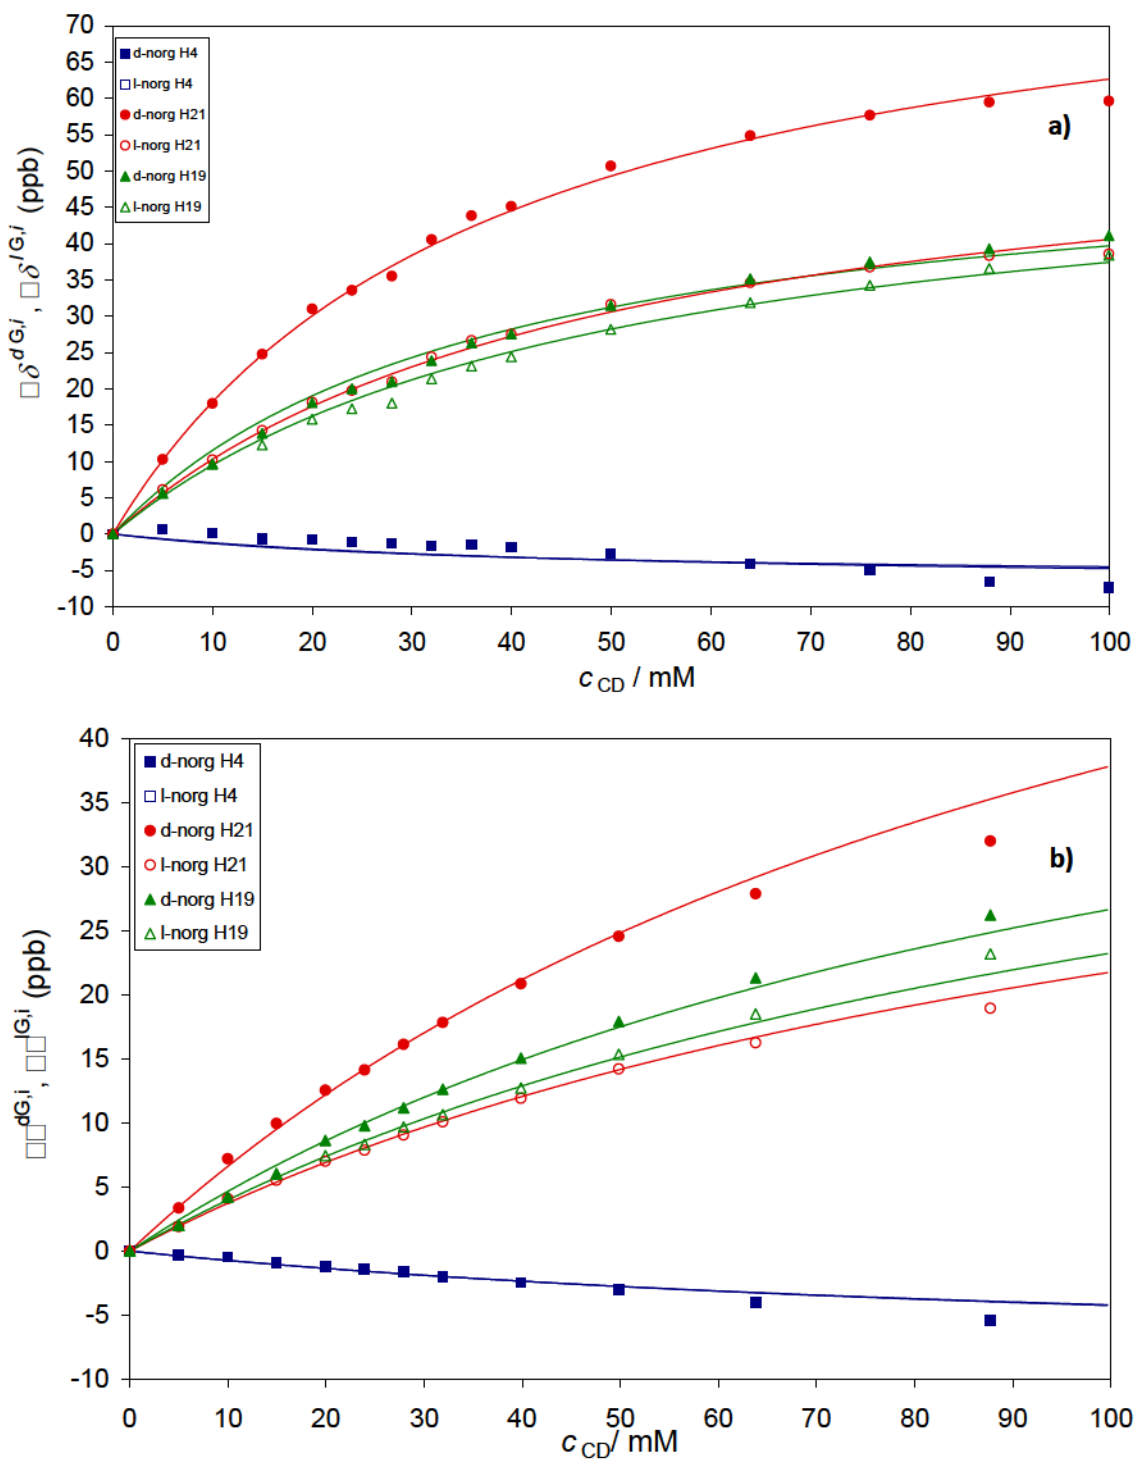 70
65
60
55
50
45
40
35
30
25
20
15
10
5
0
-5
-10
□δ^d G,i, □δ^l G,i (ppb)
d-norg H4
l-norg H4
d-norg H21
l-norg H21
d-norg H19
l-norg H19
a)
0 10 20 30 40 50 60 70 80 90 100
c CD / mM
40
35
30
25
20
15
10
5
0
-5
-10
□□^dG,i, □□^lG,i (ppb)
d-norg H4
l-norg H4
d-norg H21
l-norg H21
d-norg H19
l-norg H19
b)
0 10 20 30 40 50 60 70 80 90 100
c CD/ mM